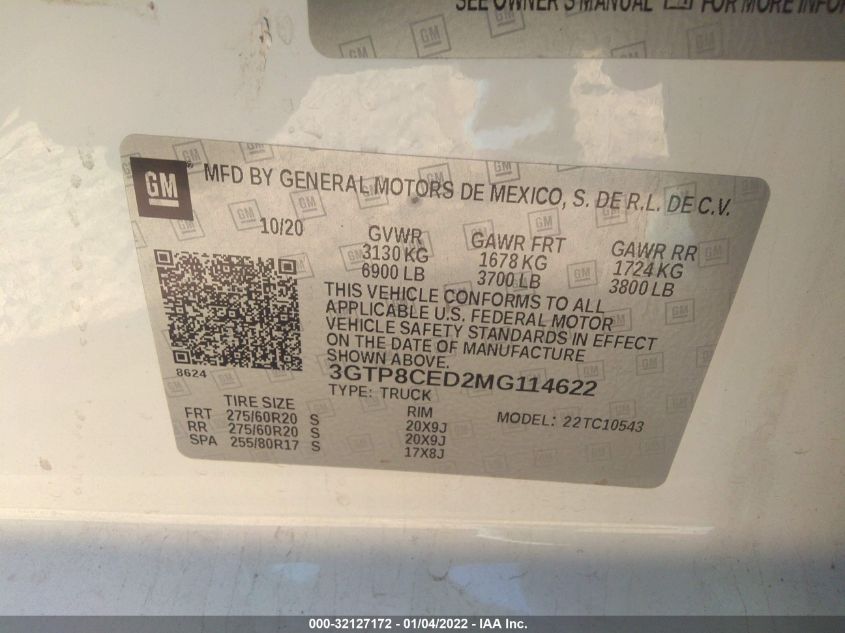 SEE OWNER'S MANUAL FOR MORE INFOR
GM
GM® MFD BY GENERAL MOTORS DE MEXICO, S. DE R.L. DE C.V.
10/20 GVWR GAWR FRT GAWR RR
3130 KG 1678 KG 1724 KG
6900 LB 3700 LB 3800 LB
THIS VEHICLE CONFORMS TO ALL
APPLICABLE U.S. FEDERAL MOTOR
VEHICLE SAFETY STANDARDS IN EFFECT
ON THE DATE OF MANUFACTURE
SHOWN ABOVE.
8624
3GTP8CED2MG114622
TYPE: TRUCK
TIRE SIZE RIM MODEL: 22TC10543
FRT 275/60R20 S 20X9J
RR 275/60R20 S 20X9J
SPA 255/80R17 S 17X8J
000-32127172 — 01/04/2022 — IAA Inc.